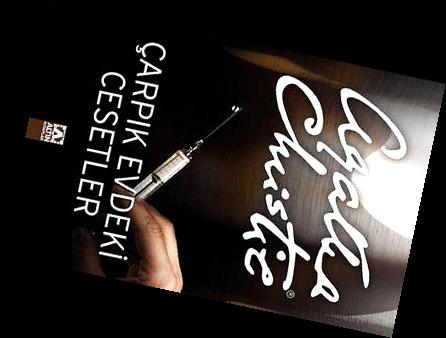 Agatha
Christie®
ÇARPIK EVDEKİ
CESETLER
ALTIN